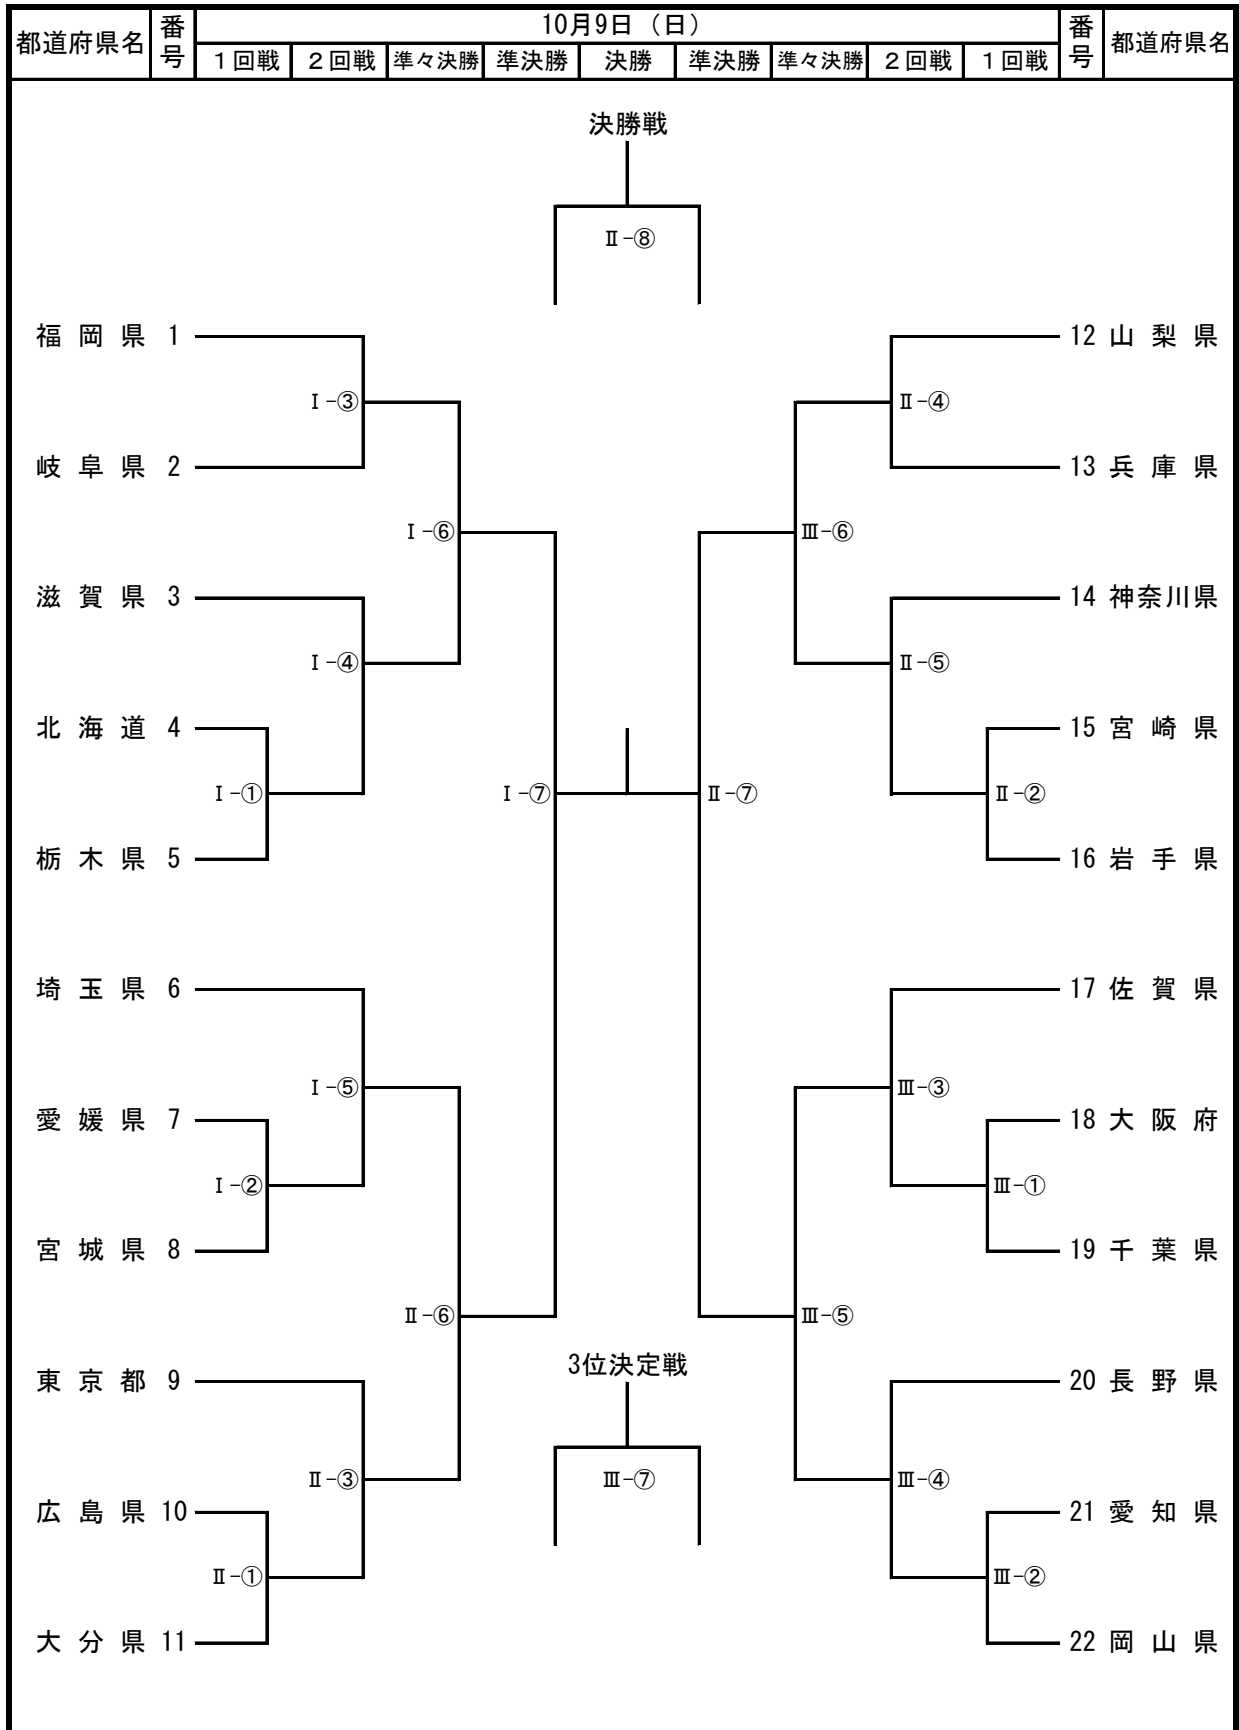 都道府県名 番号 10月9日（日） 番号 都道府県名
１回戦 ２回戦 準々決勝 準決勝 決勝 準決勝 準々決勝 ２回戦 １回戦
決勝戦
Ⅱ-⑧
福岡県 1 12 山梨県
Ⅰ-③ Ⅱ-④
岐阜県 2 13 兵庫県
Ⅰ-⑥ Ⅲ-⑥
滋賀県 3 14 神奈川県
Ⅰ-④ Ⅱ-⑤
北海道 4 15 宮崎県
Ⅰ-① Ⅰ-⑦ Ⅱ-⑦ Ⅱ-②
栃木県 5 16 岩手県
埼玉県 6 17 佐賀県
Ⅰ-⑤ Ⅲ-③
愛媛県 7 18 大阪府
Ⅰ-② Ⅲ-①
宮城県 8 19 千葉県
Ⅱ-⑥ Ⅲ-⑤
3位決定戦
東京都 9 20 長野県
Ⅱ-③ Ⅲ-⑦ Ⅲ-④
広島県 10 21 愛知県
Ⅱ-① Ⅲ-②
大分県 11 22 岡山県